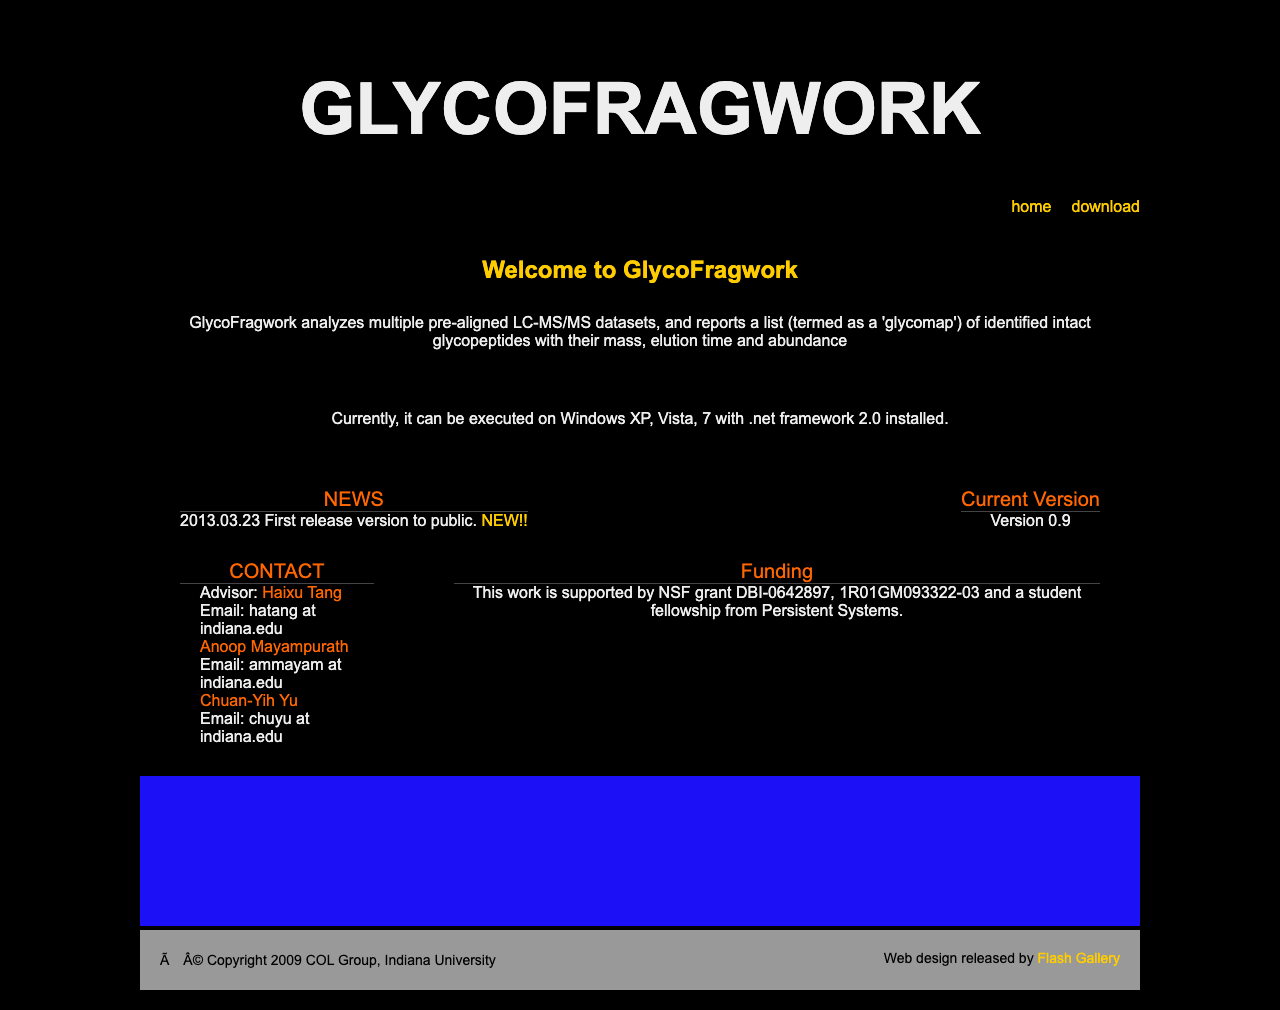 GLYCOFRAGWORK
home download
Welcome to GlycoFragwork
GlycoFragwork analyzes multiple pre-aligned LC-MS/MS datasets, and reports a list (termed as a 'glycomap') of identified intact
glycopeptides with their mass, elution time and abundance
Currently, it can be executed on Windows XP, Vista, 7 with .net framework 2.0 installed.
NEWS
2013.03.23 First release version to public. NEW!!
Current Version
Version 0.9
CONTACT
Advisor: Haixu Tang
Email: hatang at
indiana.edu
Anoop Mayampurath
Email: ammayam at
indiana.edu
Chuan-Yih Yu
Email: chuyu at
indiana.edu
Funding
This work is supported by NSF grant DBI-0642897, 1R01GM093322-03 and a student
fellowship from Persistent Systems.
Ã Â© Copyright 2009 COL Group, Indiana University
Web design released by Flash Gallery